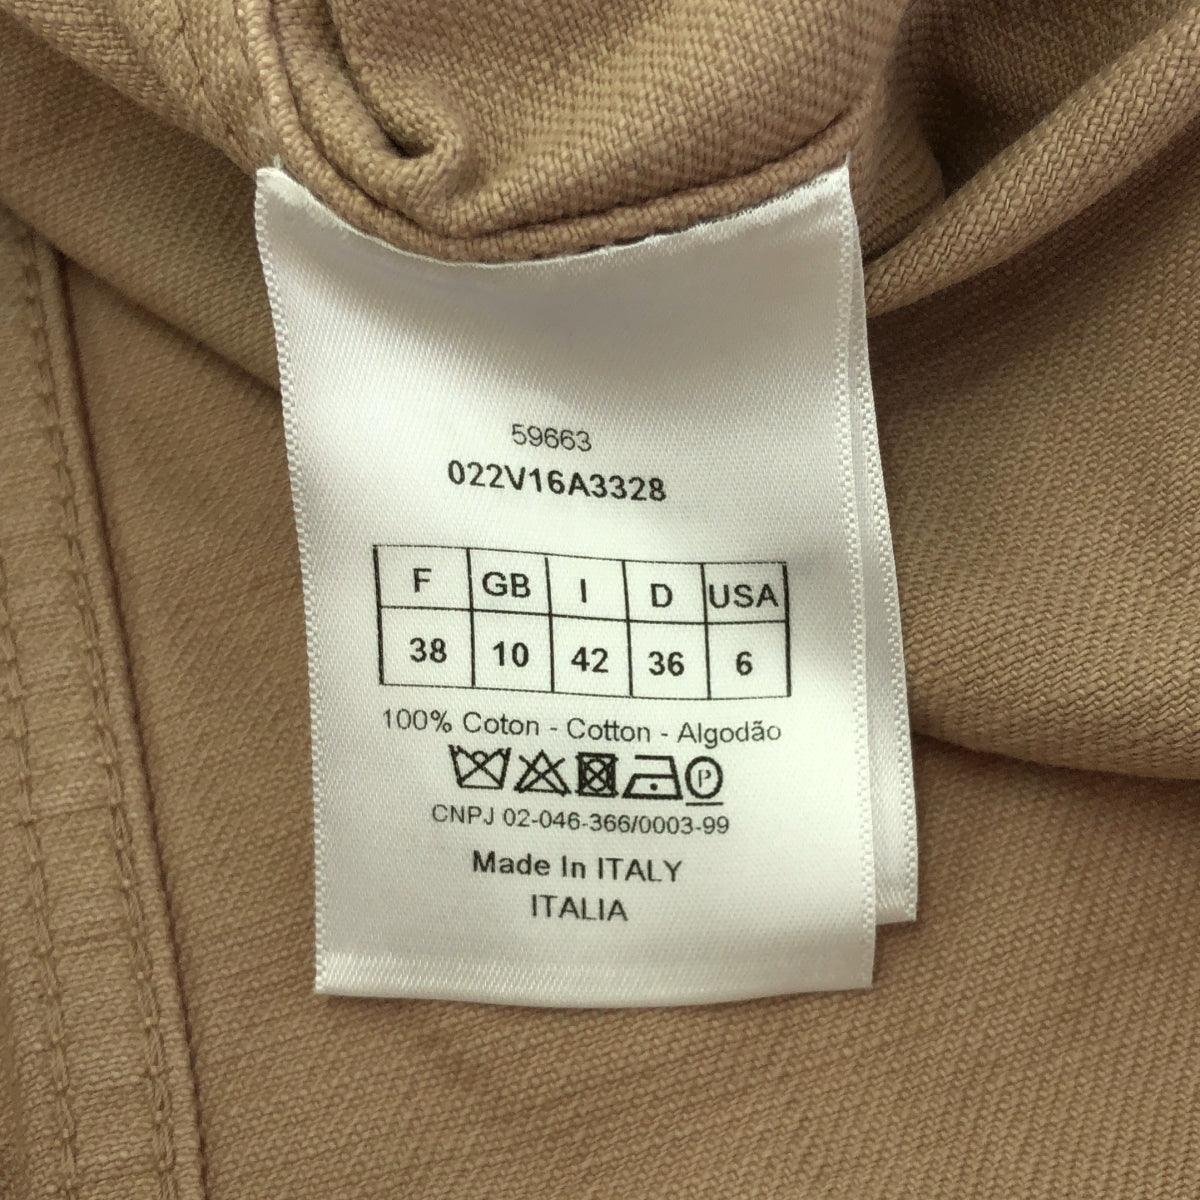 59663
022V16A3328
F GB I D USA
38 10 42 36 6
100% Coton - Cotton - Algodão
P
CNPJ 02-046-366/0003-99
Made In ITALY
ITALIA